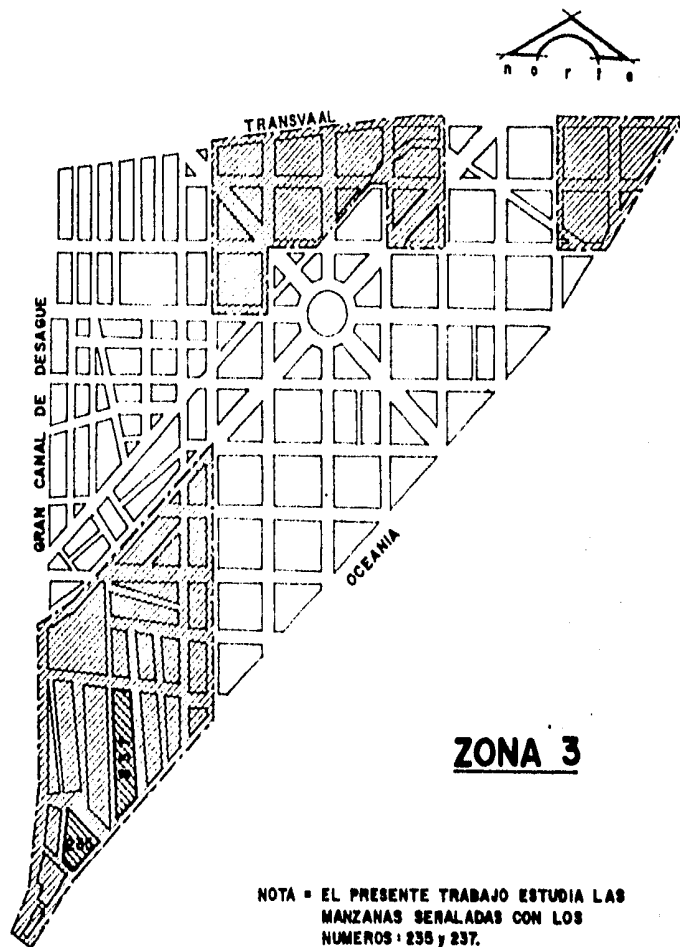 norte
TRANSVAAL
GRAN CANAL DE DESAGUE
OCEANIA
237
ZONA 3
NOTA = EL PRESENTE TRABAJO ESTUDIA LAS
MANZANAS SEÑALADAS CON LOS
NUMEROS: 235 y 237.